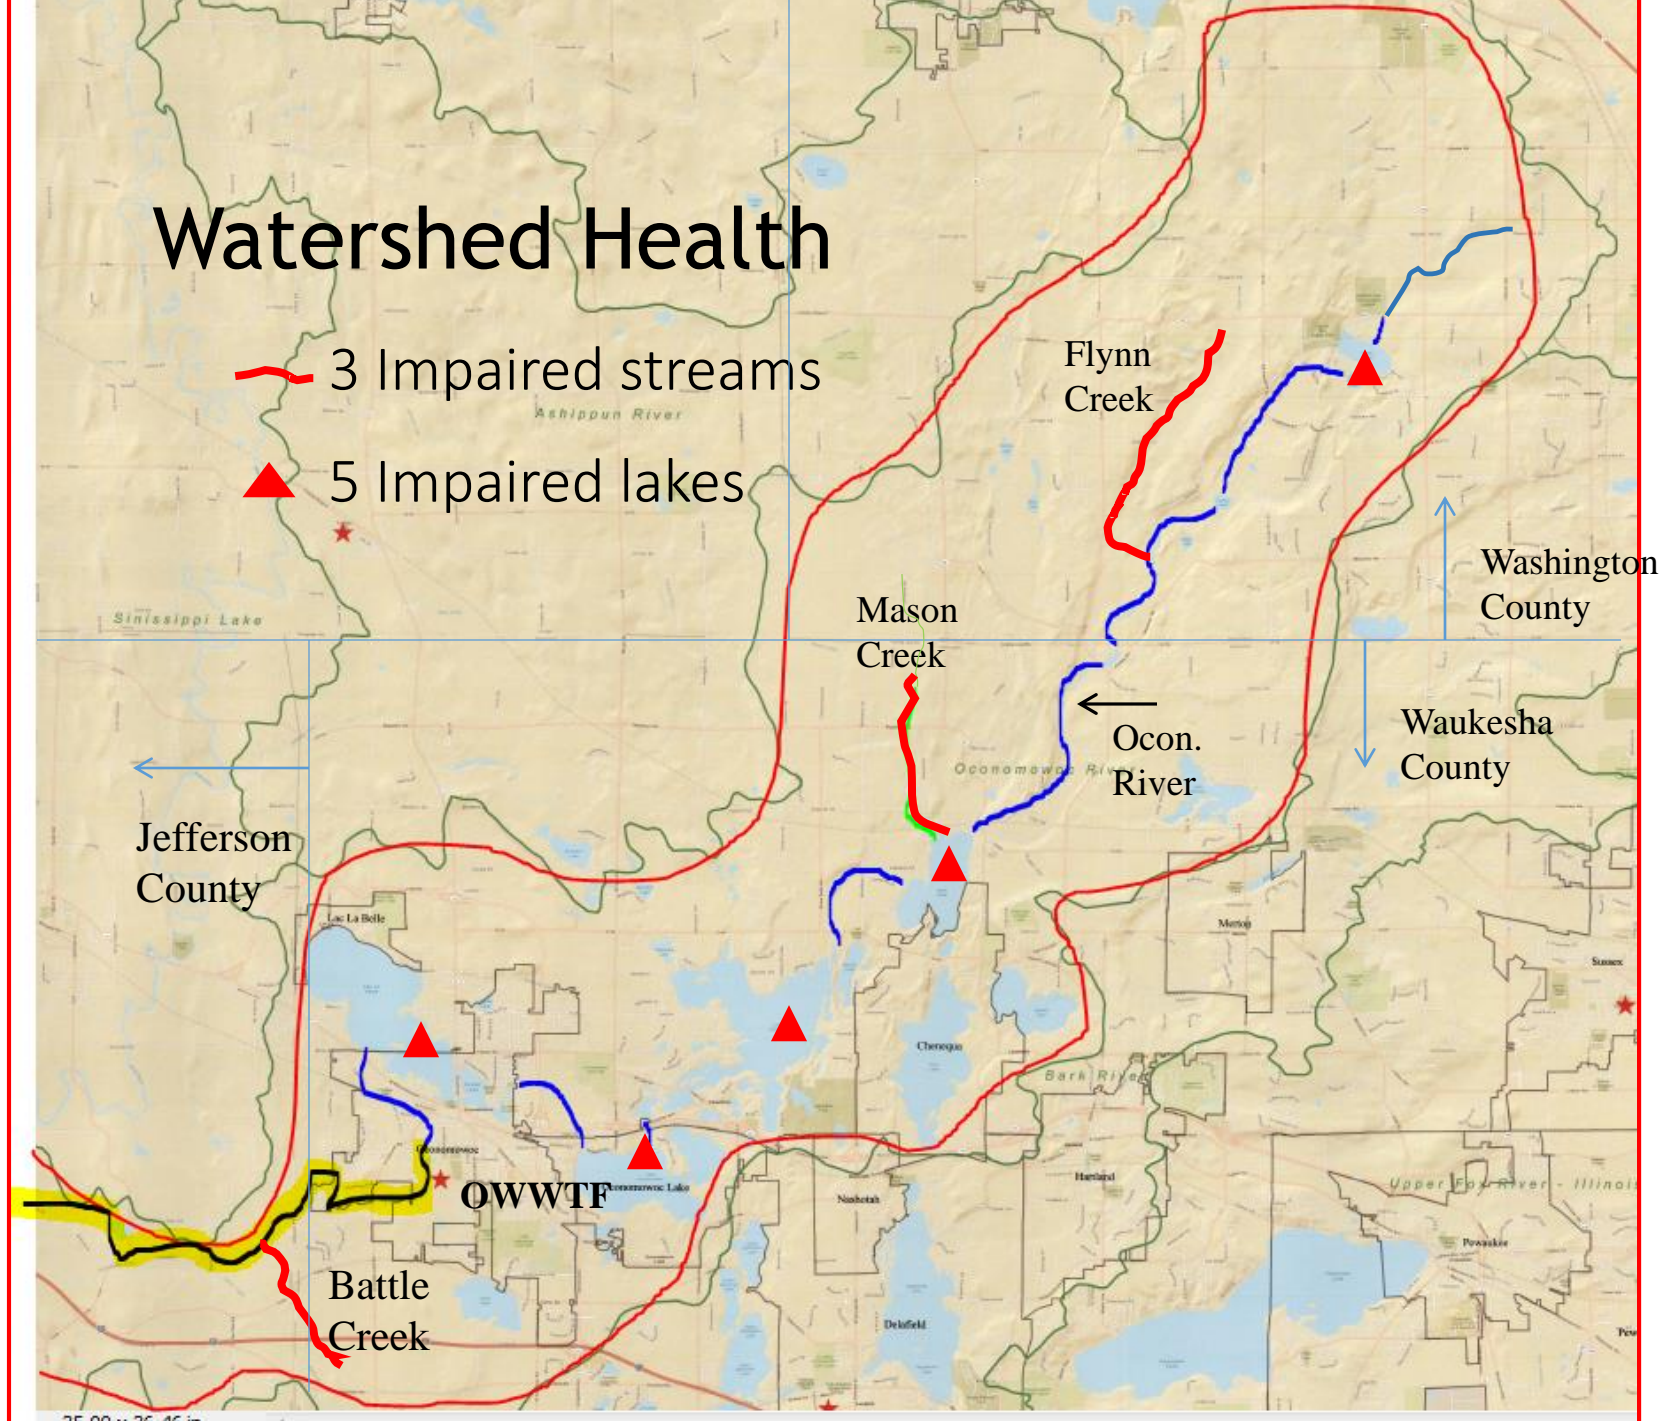 Watershed Health
3 Impaired streams
Ashippun River
5 Impaired lakes
Flynn
Creek
Washington
County
Sinissippi Lake
Mason
Creek
Waukesha
County
Ocon.
River
Oconomowoc River
Jefferson
County
Lac La Belle
Merton
Sussex
Chenequa
Bark River
Oconomowoc
OWWTF
Oconomowoc Lake
Nashotah
Hartland
Upper Fox River - Illinois
Pewaukee
Battle
Creek
Delafield
Pew